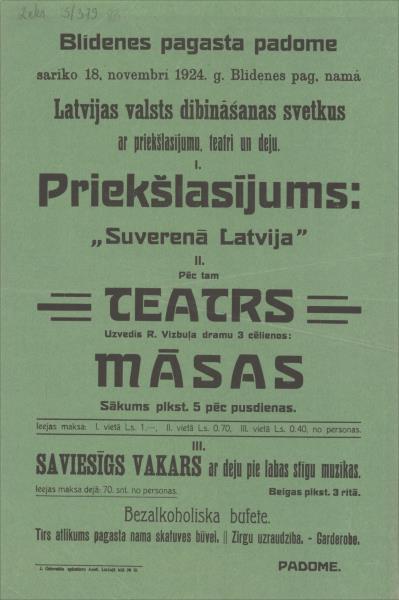 5/379
Blīdenes pagasta padome
sarīko 18. novembrī 1924. g. Blīdenes pag. namā
Latvijas valsts dibināšanas svetkus
ar priekšlasījumu, teatri un deju.
I.
Priekšlasījums:
„Suverenā Latvija”
II.
Pēc tam
TEATRS
Uzvedīs R. Vizbuļa dramu 3 cēlienos:
MĀSAS
Sākums plkst. 5 pēc pusdienas.
Ieejas maksa: I. vietā Ls. 1.—, II. vietā Ls. 0.70, III. vietā Ls. 0.40, no personas.
III.
SAVIESĪGS VAKARS ar deju pie labas stīgu muzikas.
Ieejas maksa dejā: 70. snt. no personas.
Beigas plkst. 3 rītā.
Bezalkoholiska bufete.
Tīrs atlikums pagasta nama skatuves būvei. || Zirgu uzraudzība. - Garderobe.
PADOME.